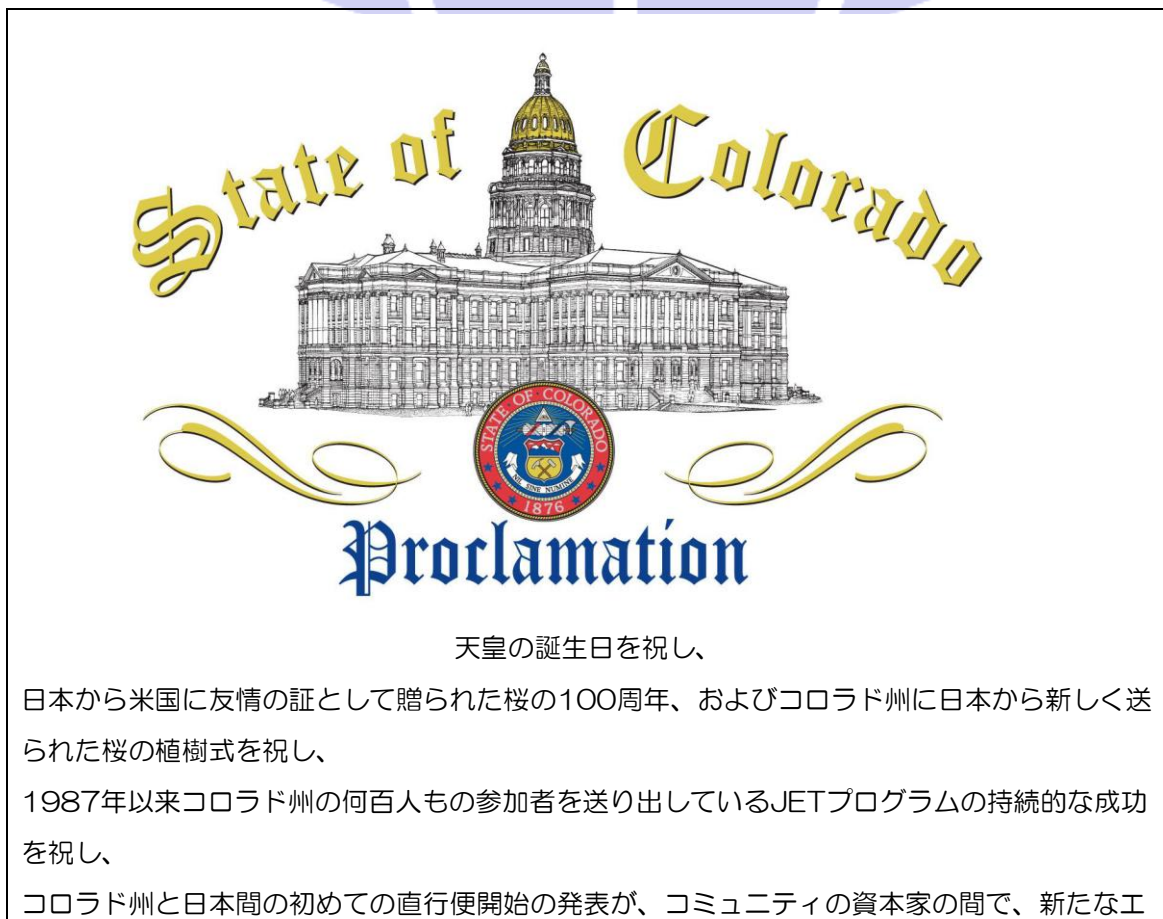 State of Colorado
STATE OF COLORADO
NIL SINE NUMINE
1876
Proclamation
天皇の誕生日を祝し、
日本から米国に友情の証として贈られた桜の100周年、およびコロラド州に日本から新しく送
られた桜の植樹式を祝し、
1987年以来コロラド州の何百人もの参加者を送り出しているJETプログラムの持続的な成功
を祝し、
コロラド州と日本間の初めての直行便開始の発表が、コミュニティの資本家の間で、新たなエ